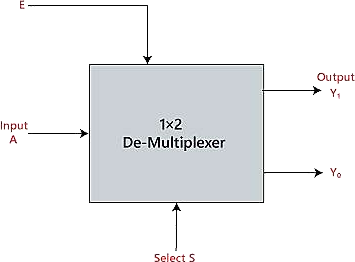 E
Input
A
1×2
De-Multiplexer
Output
Y₁
Y₀
Select S